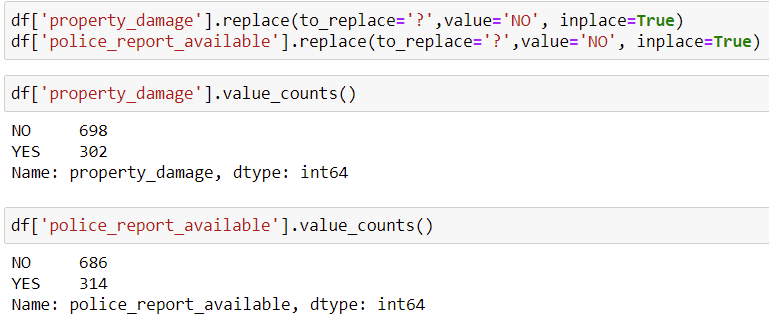 df['property_damage'].replace(to_replace='?',value='NO', inplace=True)
df['police_report_available'].replace(to_replace='?',value='NO', inplace=True)
df['property_damage'].value_counts()
NO     698
YES    302
Name: property_damage, dtype: int64
df['police_report_available'].value_counts()
NO     686
YES    314
Name: police_report_available, dtype: int64